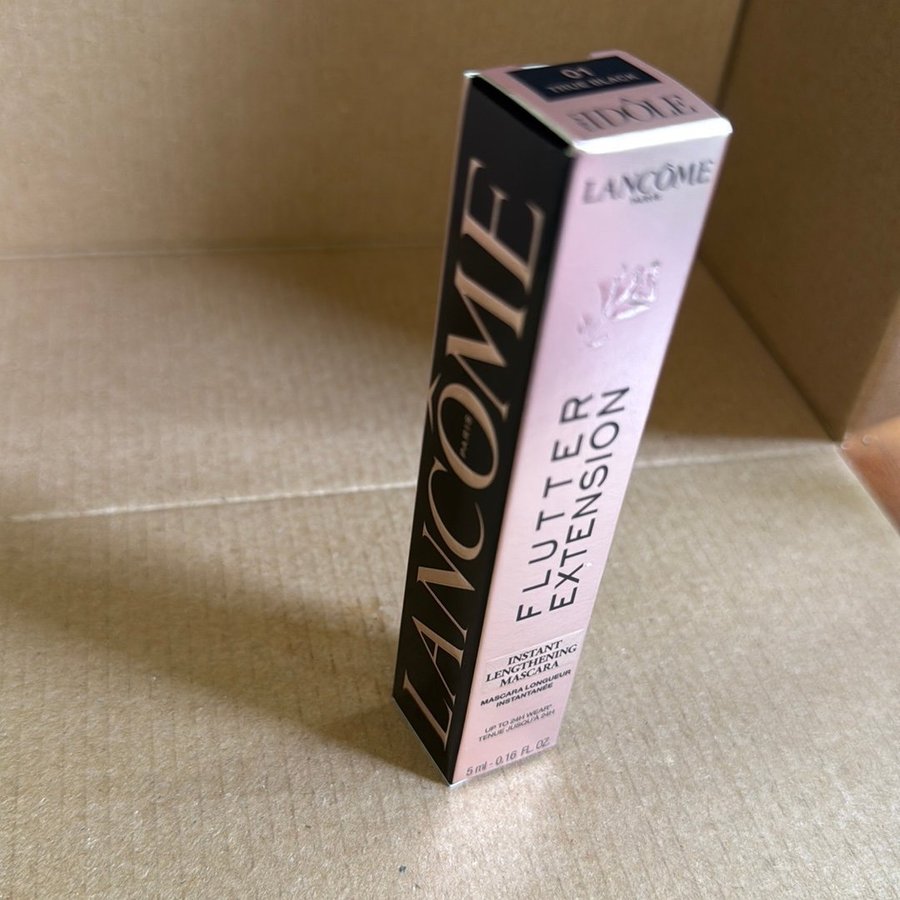 01
TRUE BLACK
IDÔLE
LANCÔME
PARIS
FLUTTER
EXTENSION
INSTANT
LENGTHENING
MASCARA
MASCARA LONGUEUR
INSTANTANÉE
UP TO 24H WEAR*
TENUE JUSQU'À 24H
5 ml - 0.16 FL. OZ.
LANCÔME
PARIS